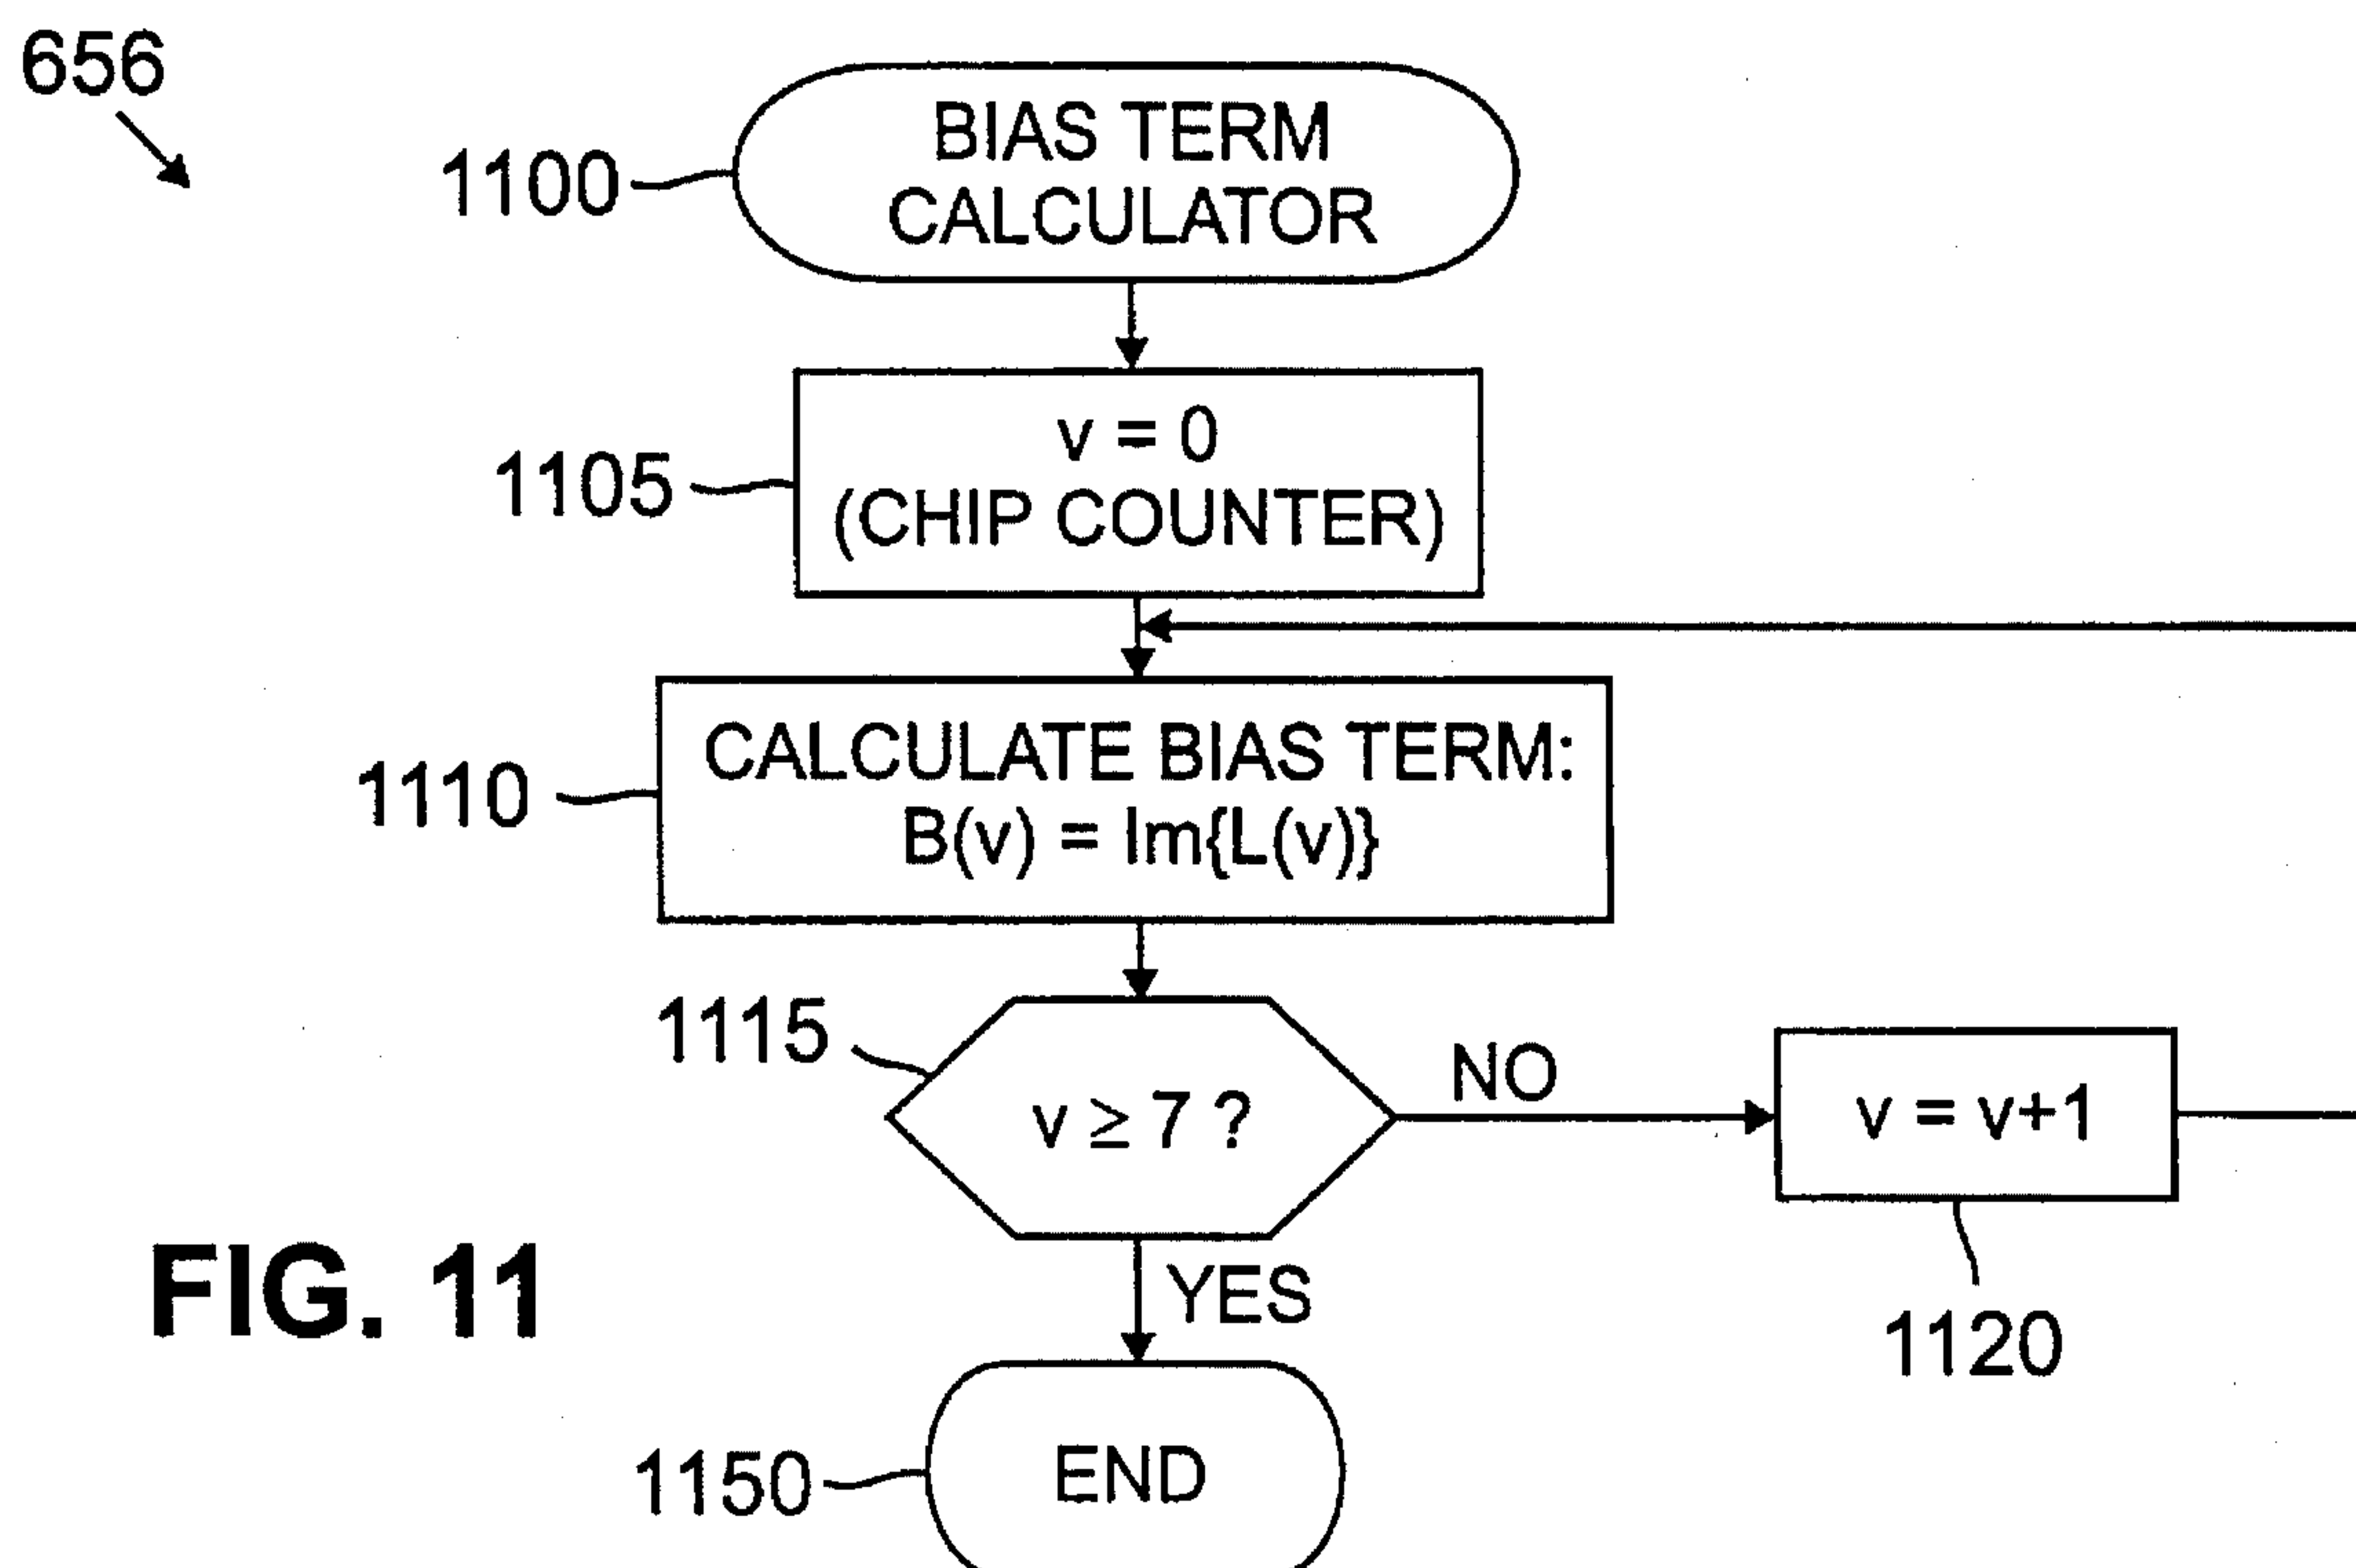 656
1100
BIAS TERM
CALCULATOR
1105
v = 0
(CHIP COUNTER)
1110
CALCULATE BIAS TERM:
B(v) = Im{L(v)}
1115
v ≥ 7 ?
NO
v = v+1
1120
YES
FIG. 11
1150
END